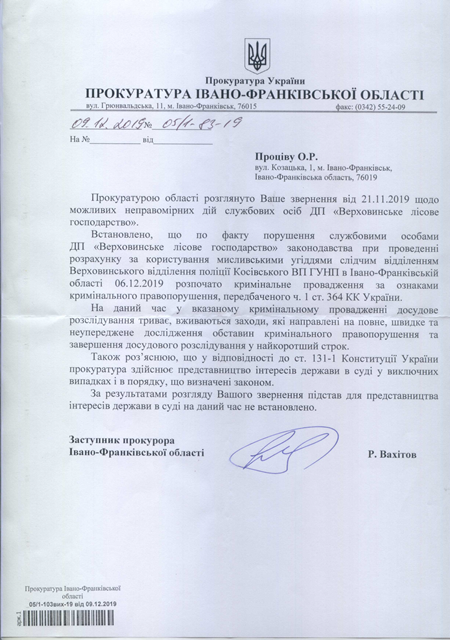 Прокуратура України
ПРОКУРАТУРА ІВАНО-ФРАНКІВСЬКОЇ ОБЛАСТІ
вул. Грюнвальдська, 11, м. Івано-Франківськ, 76015 факс: (0342) 55-24-09
09.12.2019 № 05/1-83-19
На № від
Проціву О.Р.
вул. Козацька, 1, м. Івано-Франківськ,
Івано-Франківська область, 76019
Прокуратурою області розглянуто Ваше звернення від 21.11.2019 щодо
можливих неправомірних дій службових осіб ДП «Верховинське лісове
господарство».
Встановлено, що по факту порушення службовими особами
ДП «Верховинське лісове господарство» законодавства при проведенні
розрахунку за користування мисливськими угіддями слідчим відділенням
Верховинського відділення поліції Косівського ВП ГУНП в Івано-Франківській
області 06.12.2019 розпочато кримінальне провадження за ознаками
кримінального правопорушення, передбаченого ч. 1 ст. 364 КК України.
На даний час у вказаному кримінальному провадженні досудове
розслідування триває, вживаються заходи, які направлені на повне, швидке та
неупереджене дослідження обставин кримінального правопорушення та
завершення досудового розслідування у найкоротший строк.
Також роз'яснюю, що у відповідності до ст. 131-1 Конституції України
прокуратура здійснює представництво інтересів держави в суді у виключних
випадках і в порядку, що визначені законом.
За результатами розгляду Вашого звернення підстав для представництва
інтересів держави в суді на даний час не встановлено.
Заступник прокурора
Івано-Франківської області Р. Вахітов
Прокуратура Івано-Франківської
області
05/1-103вих-19 від 09.12.2019
арк.1